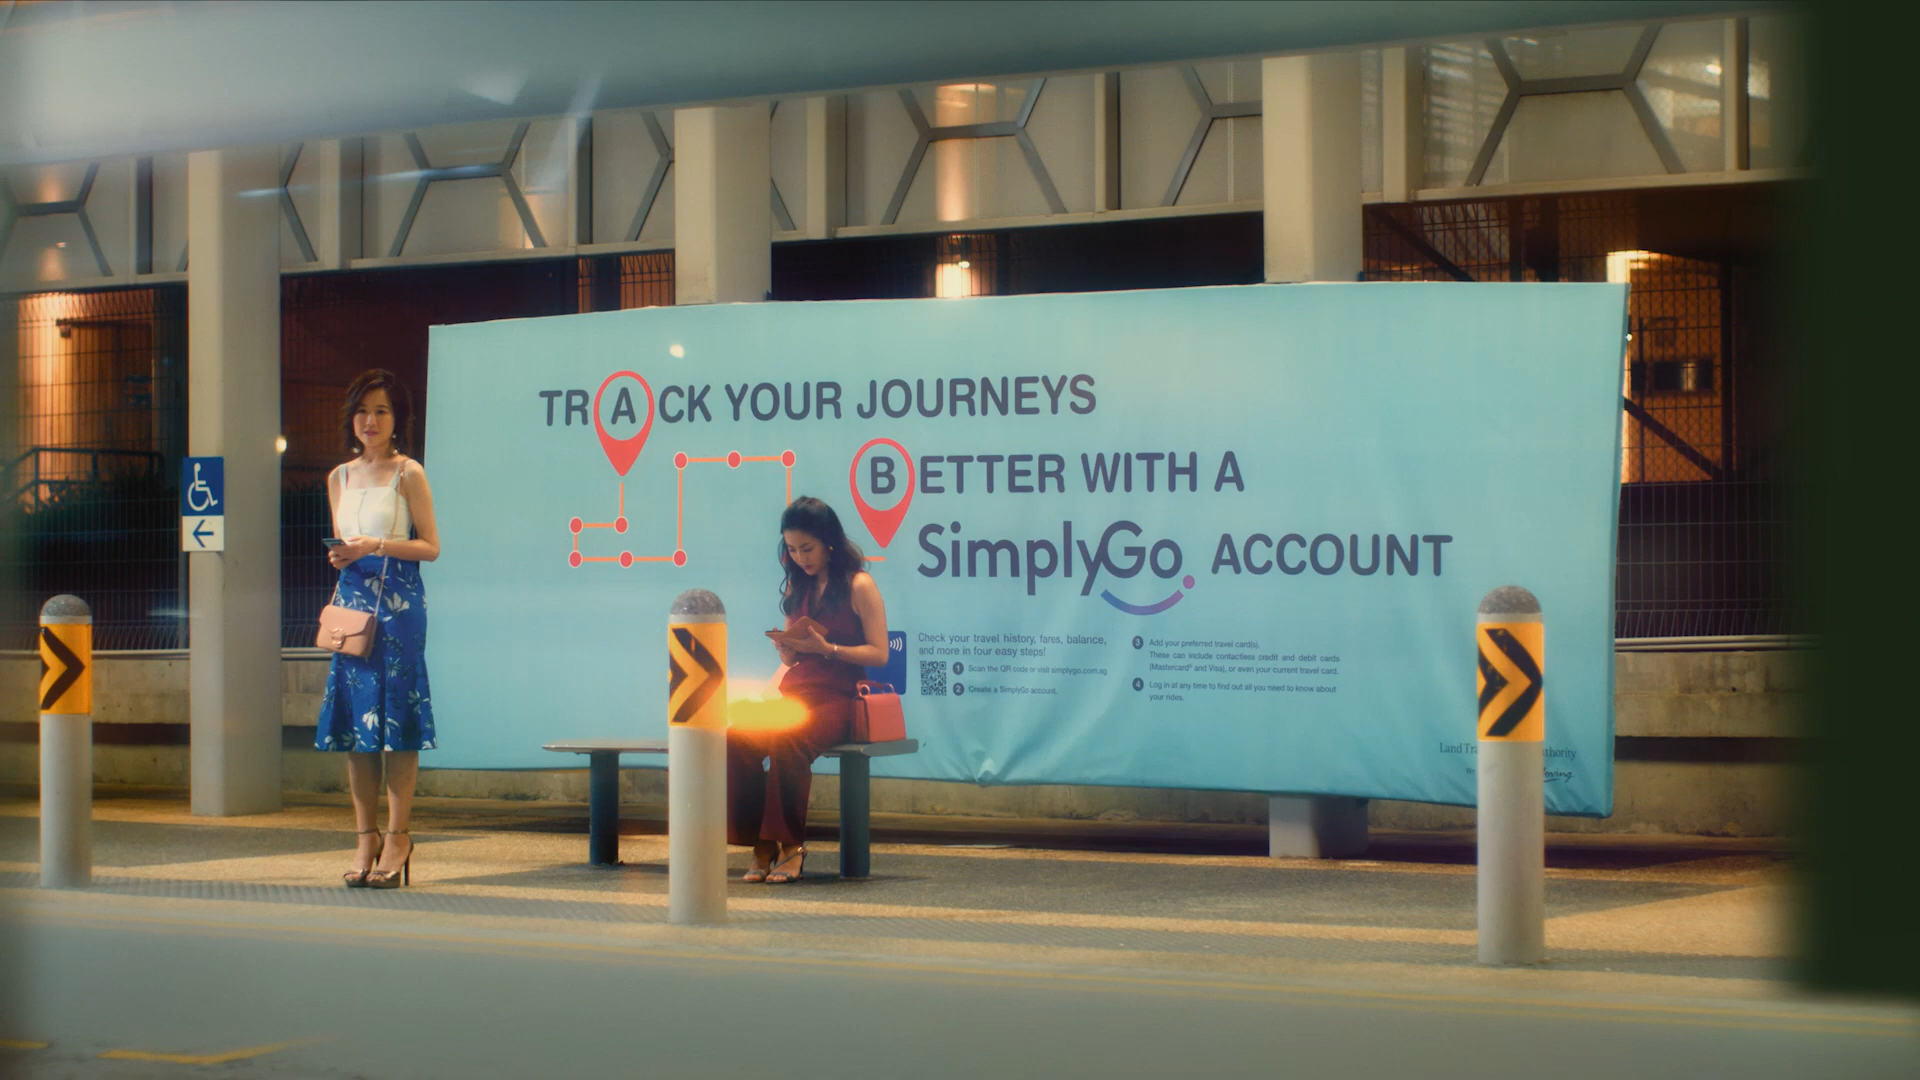 TRACK YOUR JOURNEYS
BETTER WITH A
SimplyGo ACCOUNT
Check your travel history, fares, balance,
and more in four easy steps!
1 Scan the QR code or visit simplygo.com.sg
2 Create a SimplyGo account.
3 Add your preferred travel card(s).
These can include contactless credit and debit cards
(Mastercard® and Visa), or even your current travel card.
4 Log in at any time to find out all you need to know about
your rides.
Land